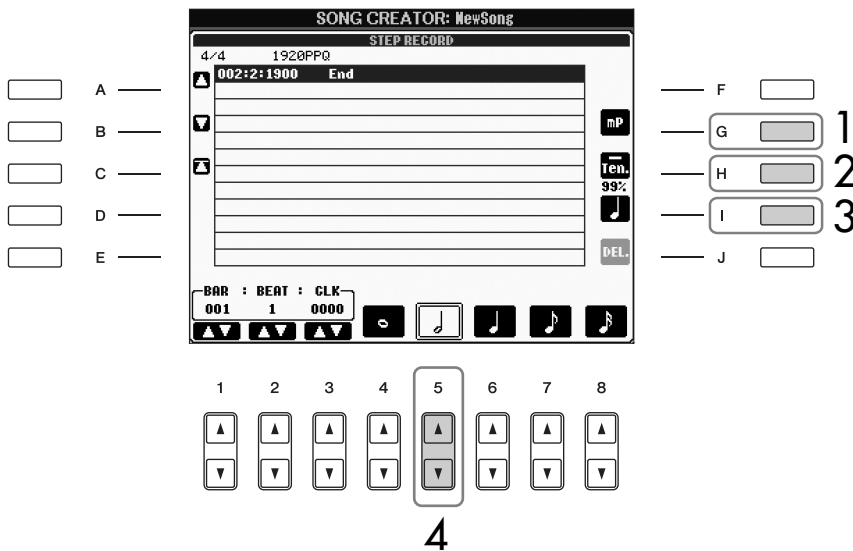 SONG CREATOR: NewSong
STEP RECORD
4/4 1920PPQ
002:2:1900 End
A
B
C
D
E
mP
Ten.
99%
DEL.
F
G 1
H 2
I 3
J
BAR : BEAT : CLK
001 1 0000
1 2 3 4 5 6 7 8
4